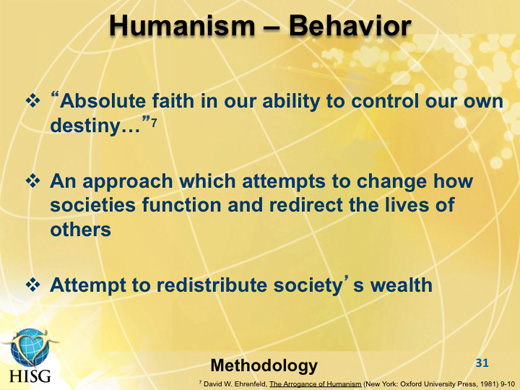 Humanism – Behavior
❖ “Absolute faith in our ability to control our own
destiny…”7
❖ An approach which attempts to change how
societies function and redirect the lives of
others
❖ Attempt to redistribute society’s wealth
HISG
Methodology
31
7 David W. Ehrenfeld, The Arrogance of Humanism (New York: Oxford University Press, 1981) 9-10